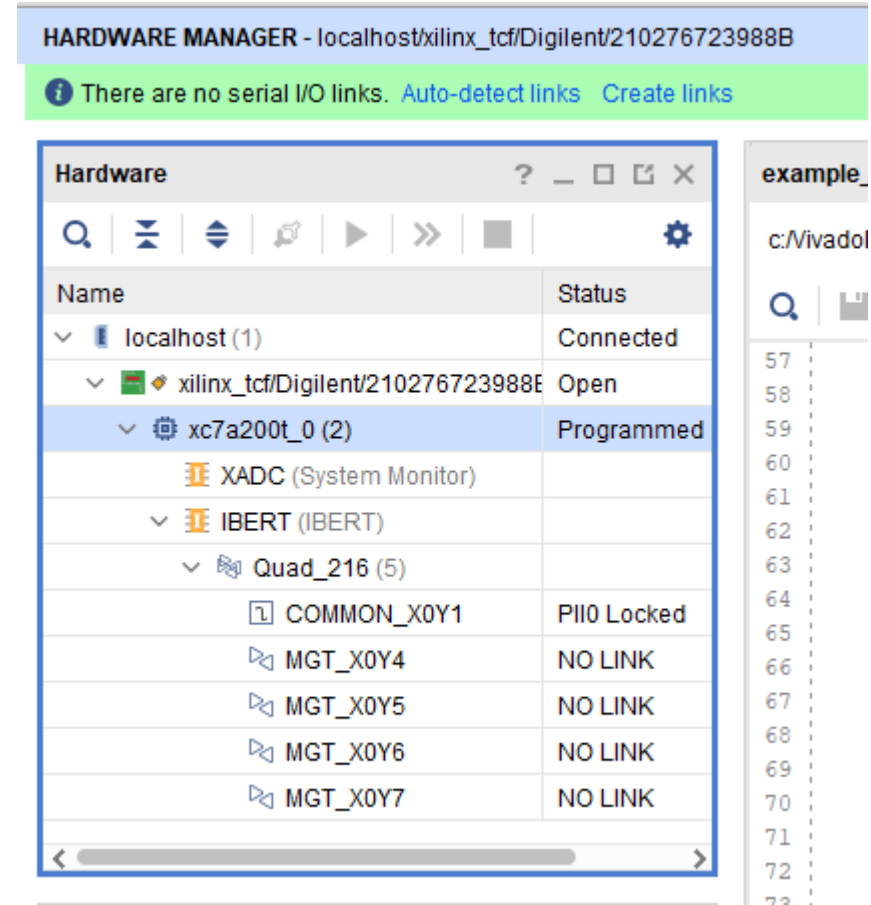 HARDWARE MANAGER - localhost/xilinx_tcf/Digilent/210276723988B
There are no serial I/O links. Auto-detect links Create links
Hardware
example_
Name Status
localhost (1) Connected
xilinx_tcf/Digilent/210276723988B Open
xc7a200t_0 (2) Programmed
XADC (System Monitor)
IBERT (IBERT)
Quad_216 (5)
COMMON_X0Y1 Pll0 Locked
MGT_X0Y4 NO LINK
MGT_X0Y5 NO LINK
MGT_X0Y6 NO LINK
MGT_X0Y7 NO LINK
57
58
59
60
61
62
63
64
65
66
67
68
69
70
71
72
73